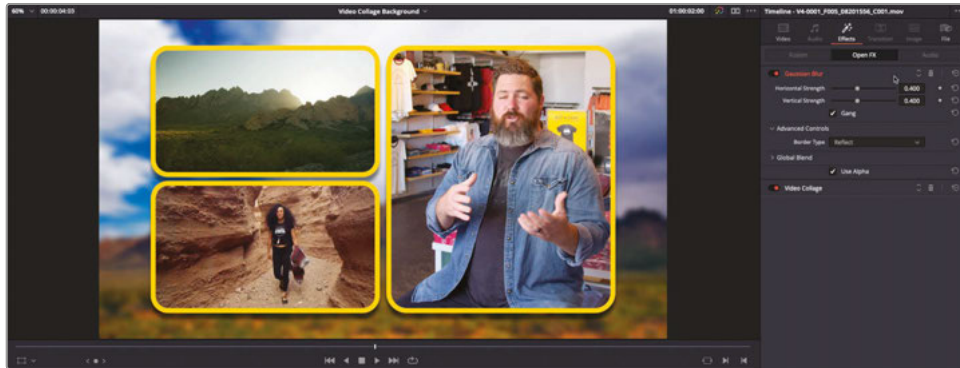 60% 00:00:04:03 Video Collage Background 01:00:02:00 Timeline - V4-0001_F005_08201556_C001.mov
Video Audio Effects Transition Image File
Open FX Audio
Gaussian Blur
Horizontal Strength 0.400
Vertical Strength 0.400
Gang
Advanced Controls
Border Type Reflect
Global Blend
Use Alpha
Video Collage